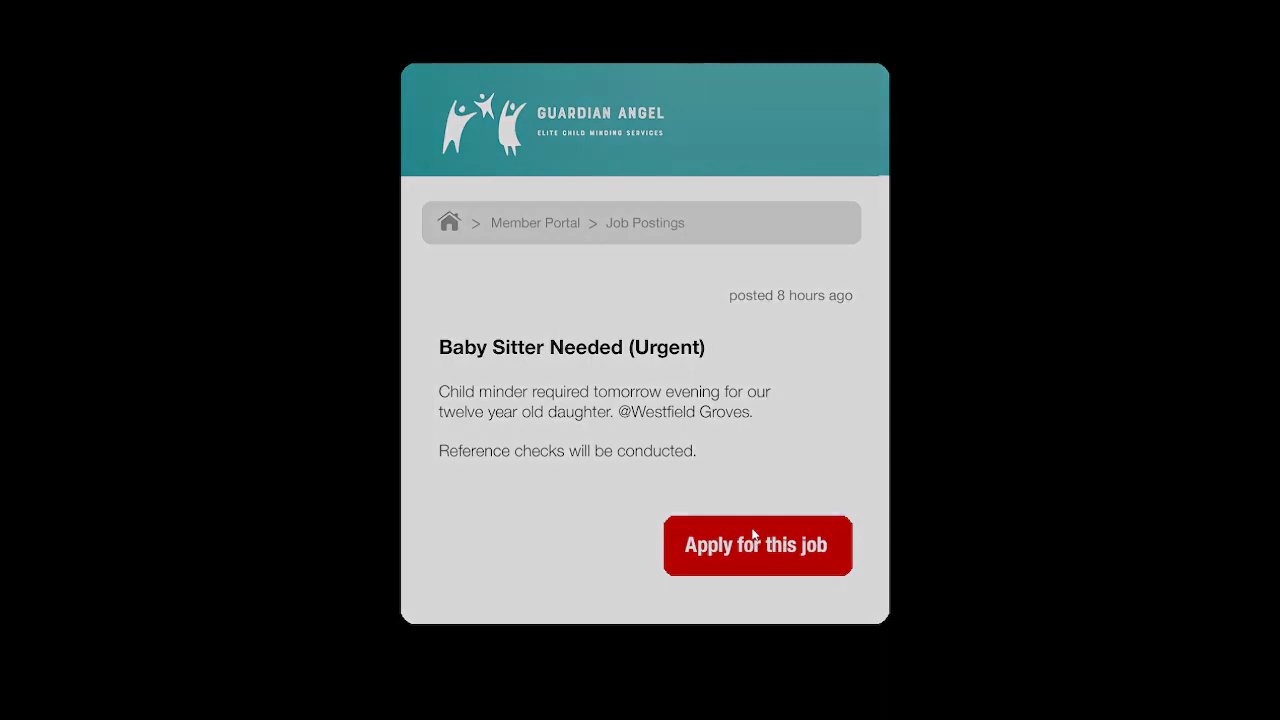 GUARDIAN ANGEL
ELITE CHILD MINDING SERVICES
> Member Portal > Job Postings
posted 8 hours ago
Baby Sitter Needed (Urgent)
Child minder required tomorrow evening for our
twelve year old daughter. @Westfield Groves.
Reference checks will be conducted.
Apply for this job